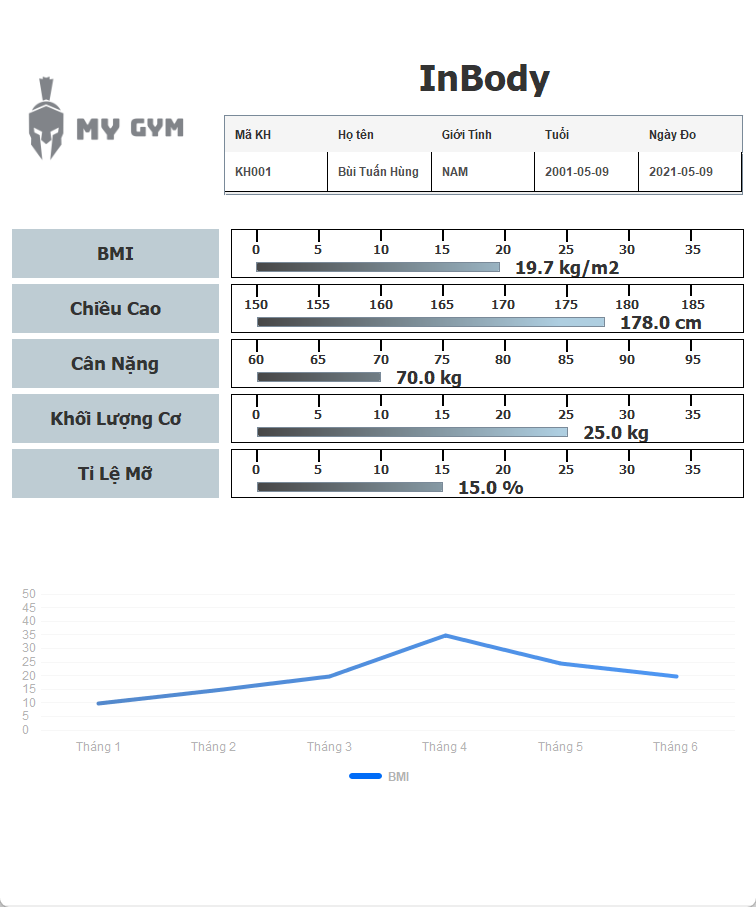 InBody
MY GYM
Mã KH Họ tên Giới Tính Tuổi Ngày Đo
KH001 Bùi Tuấn Hùng NAM 2001-05-09 2021-05-09
BMI
0 5 10 15 20 25 30 35
19.7 kg/m2
Chiều Cao
150 155 160 165 170 175 180 185
178.0 cm
Cân Nặng
60 65 70 75 80 85 90 95
70.0 kg
Khối Lượng Cơ
0 5 10 15 20 25 30 35
25.0 kg
Tỉ Lệ Mỡ
0 5 10 15 20 25 30 35
15.0 %
50
45
40
35
30
25
20
15
10
5
0
Tháng 1 Tháng 2 Tháng 3 Tháng 4 Tháng 5 Tháng 6
BMI